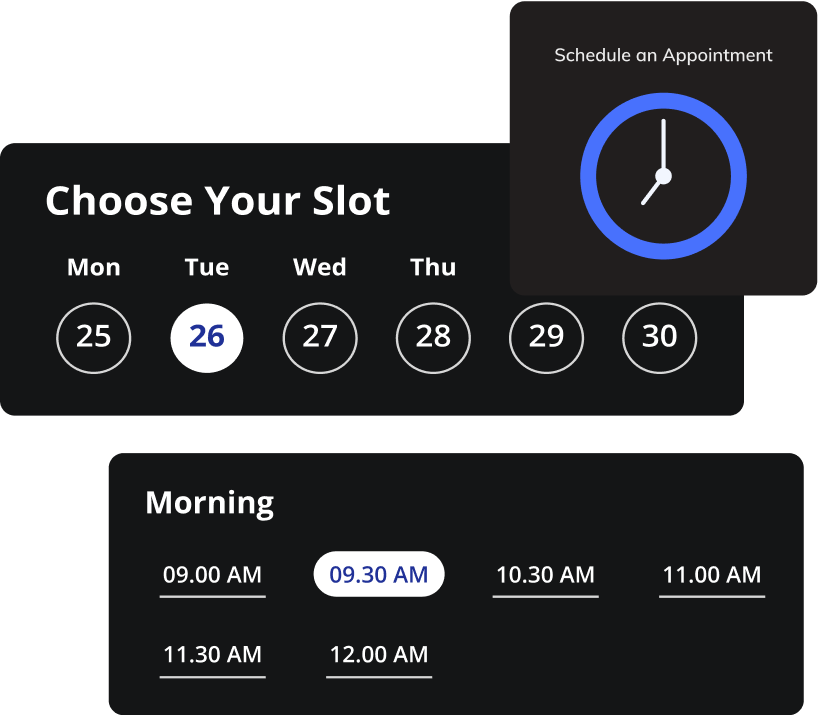 Schedule an Appointment
Choose Your Slot
Mon Tue Wed Thu
25 26 27 28 29 30
Morning
09.00 AM 09.30 AM 10.30 AM 11.00 AM
11.30 AM 12.00 AM